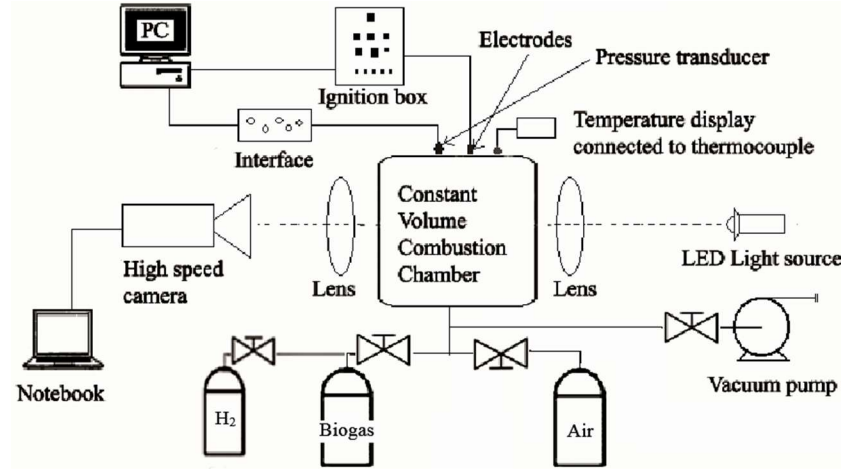 PC
Electrodes
Pressure transducer
Ignition box
Temperature display
connected to thermocouple
Interface
Constant
Volume
Combustion
Chamber
High speed
camera
Lens
Lens
LED Light source
Notebook
H₂
Biogas
Air
Vacuum pump